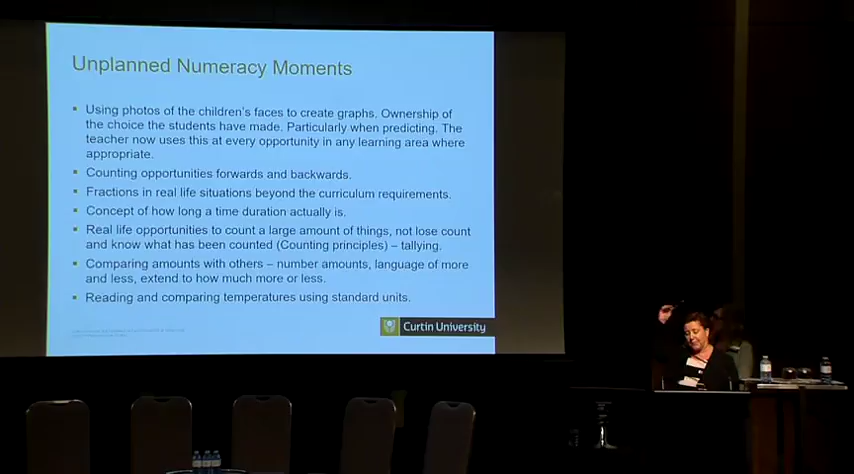 Unplanned Numeracy Moments
▪ Using photos of the children's faces to create graphs. Ownership of
the choice the students have made. Particularly when predicting. The
teacher now uses this at every opportunity in any learning area where
appropriate.
▪ Counting opportunities forwards and backwards.
▪ Fractions in real life situations beyond the curriculum requirements.
▪ Concept of how long a time duration actually is.
▪ Real life opportunities to count a large amount of things, not lose count
and know what has been counted (Counting principles) – tallying.
▪ Comparing amounts with others – number amounts, language of more
and less, extend to how much more or less.
▪ Reading and comparing temperatures using standard units.
Curtin University